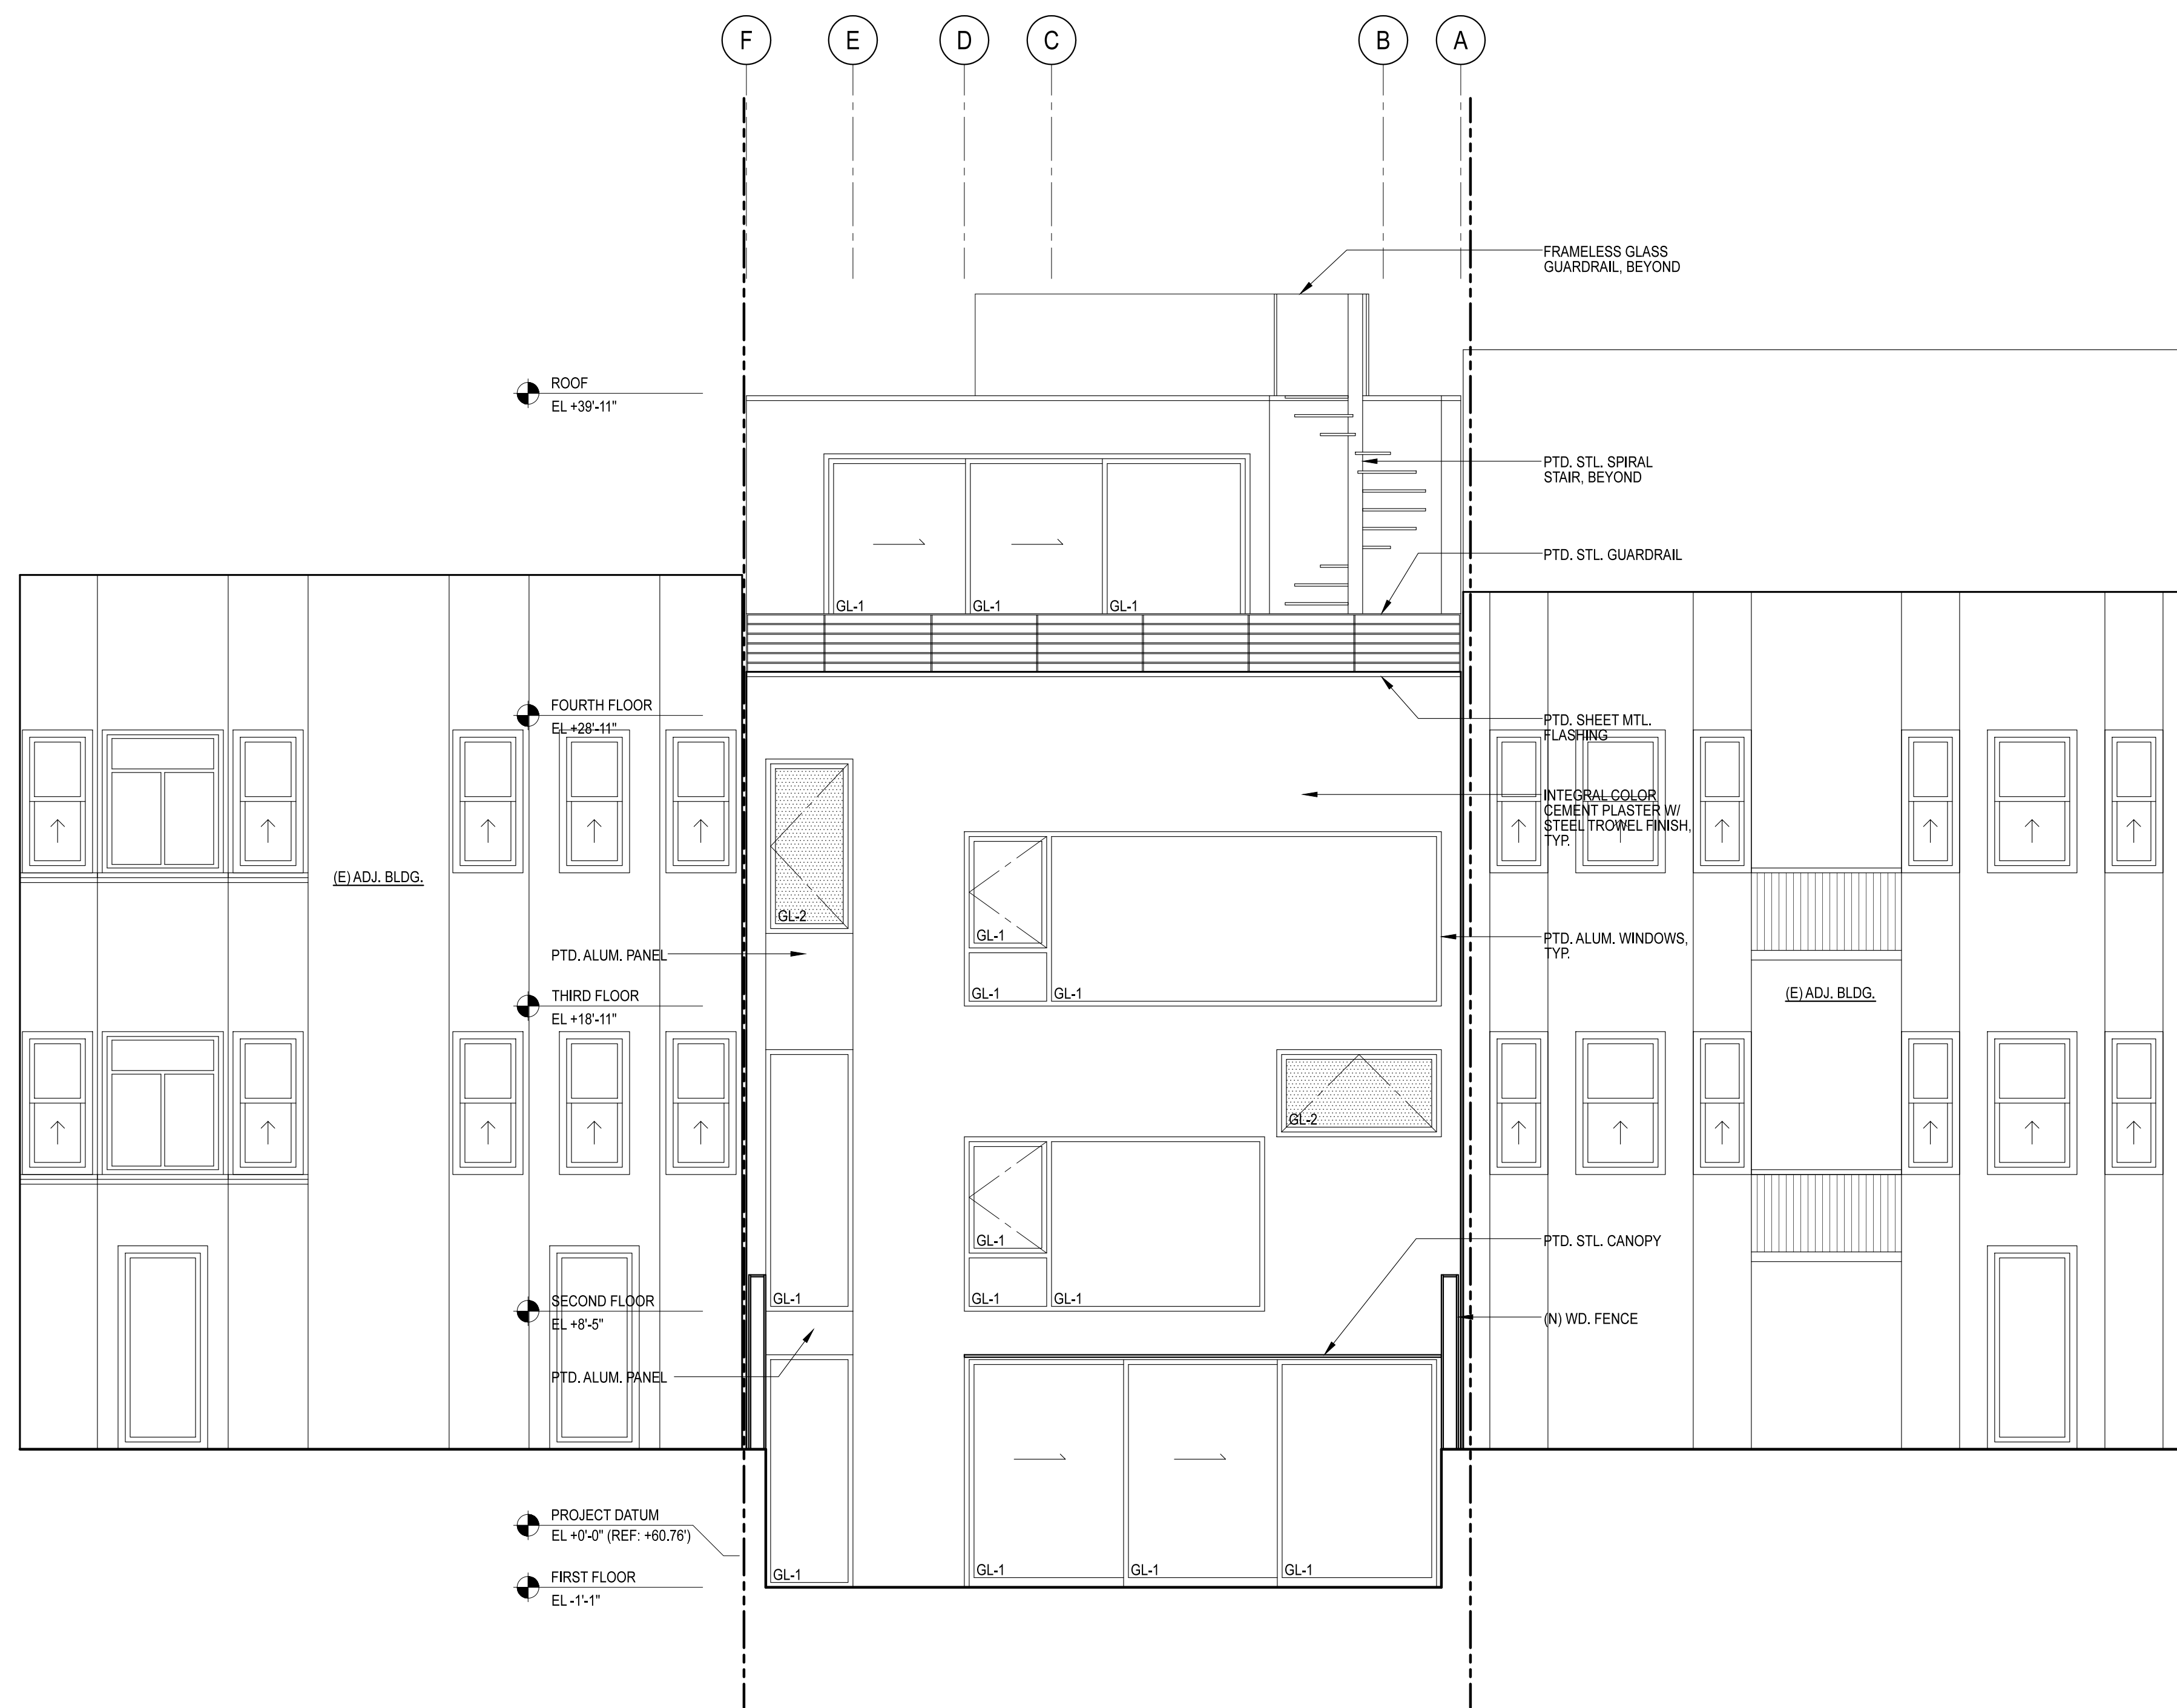 F
E
D
C
B
A
FRAMELESS GLASS
GUARDRAIL, BEYOND
ROOF
EL +39'-11"
PTD. STL. SPIRAL
STAIR, BEYOND
PTD. STL. GUARDRAIL
GL-1
GL-1
GL-1
FOURTH FLOOR
EL +28'-11"
PTD. SHEET MTL.
FLASHING
INTEGRAL COLOR
CEMENT PLASTER W/
STEEL TROWEL FINISH,
TYP.
(E) ADJ. BLDG.
GL-2
GL-1
PTD. ALUM. PANEL
PTD. ALUM. WINDOWS,
TYP.
THIRD FLOOR
EL +18'-11"
GL-1
GL-1
(E) ADJ. BLDG.
GL-2
GL-1
PTD. STL. CANOPY
SECOND FLOOR
EL +8'-5"
GL-1
GL-1
GL-1
(N) WD. FENCE
PTD. ALUM. PANEL
PROJECT DATUM
EL +0'-0" (REF: +60.76')
GL-1
GL-1
GL-1
GL-1
FIRST FLOOR
EL -1'-1"